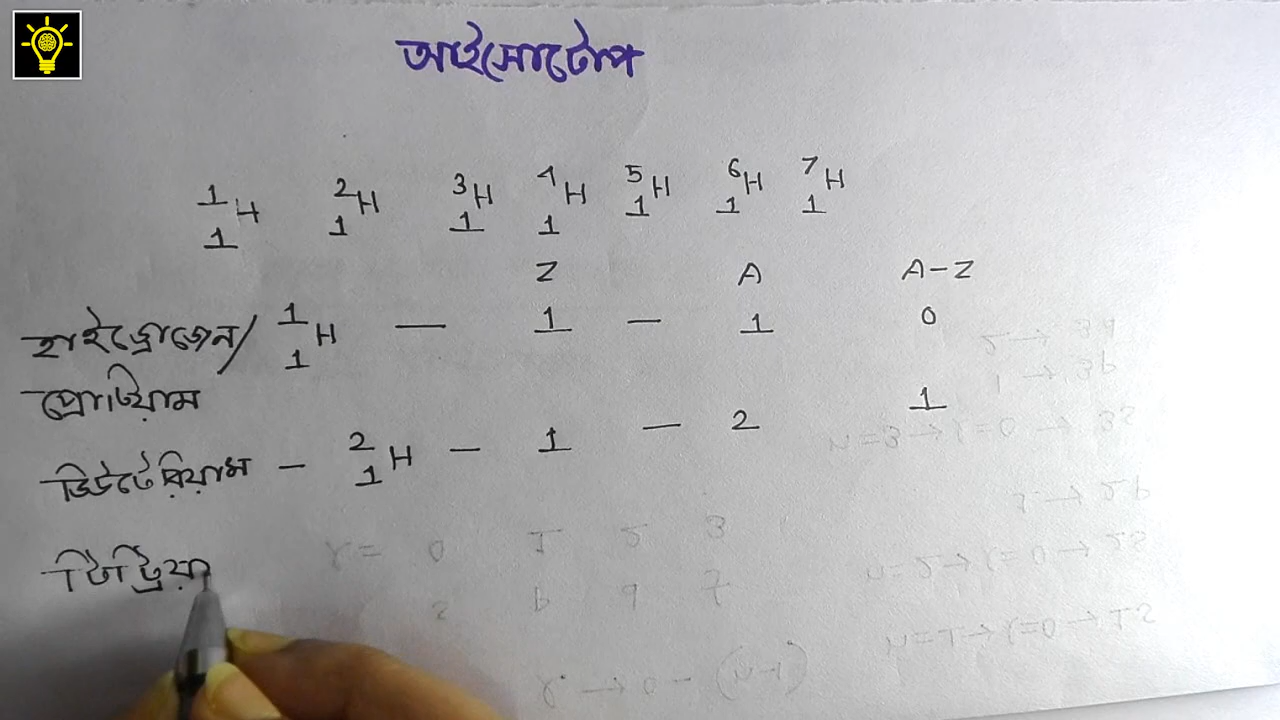 আইসোটোপ
¹₁H ²₁H ³₁H ⁴₁H ⁵₁H ⁶₁H ⁷₁H
Z A A-Z
হাইড্রোজেন/ ¹₁H — 1 — 1 0
প্রোটিয়াম
ডিউটেরিয়াম — ²₁H — 1 — 2 1
টিট্রিয়া